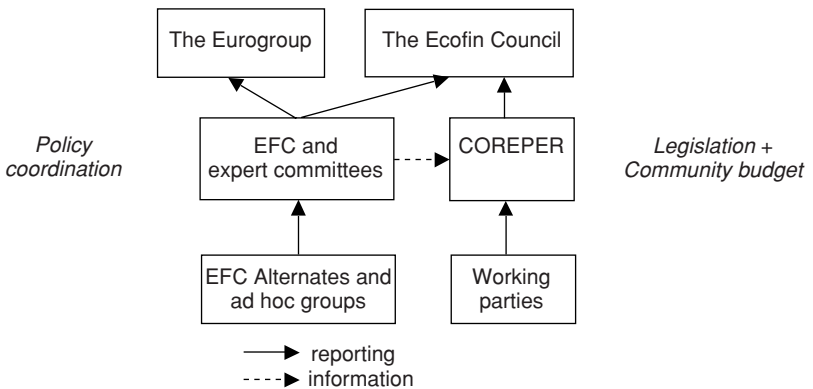 The Eurogroup
The Ecofin Council
Policy
coordination
EFC and
expert committees
COREPER
Legislation +
Community budget
EFC Alternates and
ad hoc groups
Working
parties
reporting
information